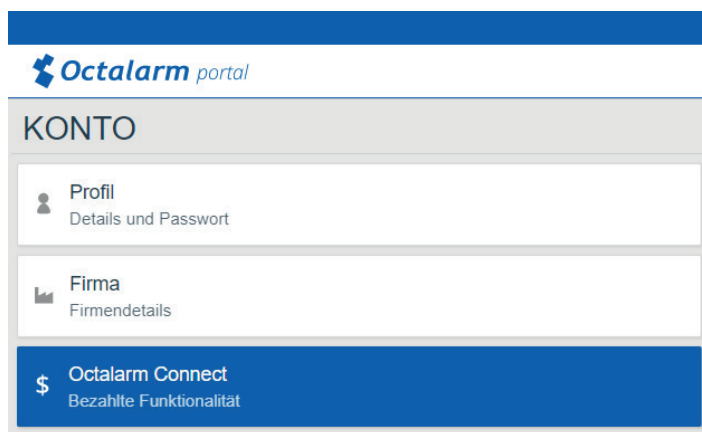 Octalarm portal
KONTO
Profil
Details und Passwort
Firma
Firmendetails
$ Octalarm Connect
Bezahlte Funktionalität